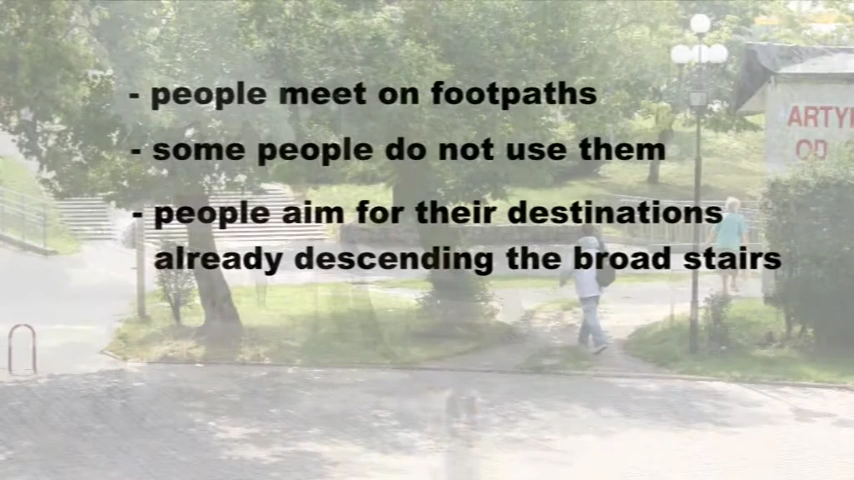 - people meet on footpaths
- some people do not use them
- people aim for their destinations
already descending the broad stairs
OD